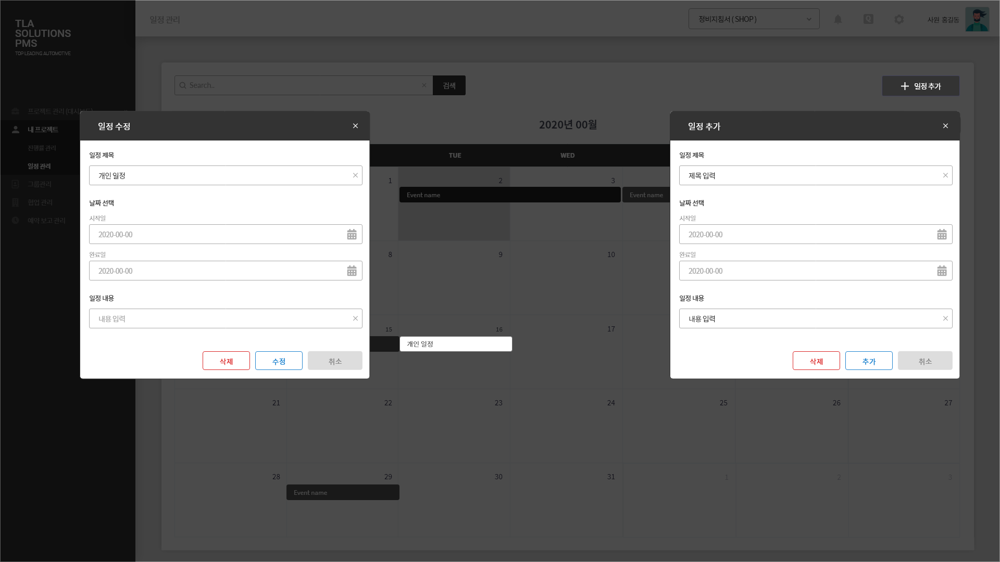 TLA
SOLUTIONS
PMS
TOP LEADING AUTOMOTIVE
일정 관리
정비지침서 ( SHOP )
Q
사원 홍길동
Search..
검색
일정 추가
프로젝트 관리 (대시보드)
내 프로젝트
진행률 관리
일정 관리
그룹관리
협업 관리
예약 보고 관리
2020년 00월
TUE
WED
1
2
3
Event name
Event name
8
9
10
15
16
17
개인 일정
21
22
23
24
25
26
27
28
29
30
31
1
2
3
Event name
일정 수정
일정 제목
개인 일정
날짜 선택
시작일
2020-00-00
완료일
2020-00-00
일정 내용
내용 입력
삭제
수정
취소
일정 추가
일정 제목
제목 입력
날짜 선택
시작일
2020-00-00
완료일
2020-00-00
일정 내용
내용 입력
삭제
추가
취소